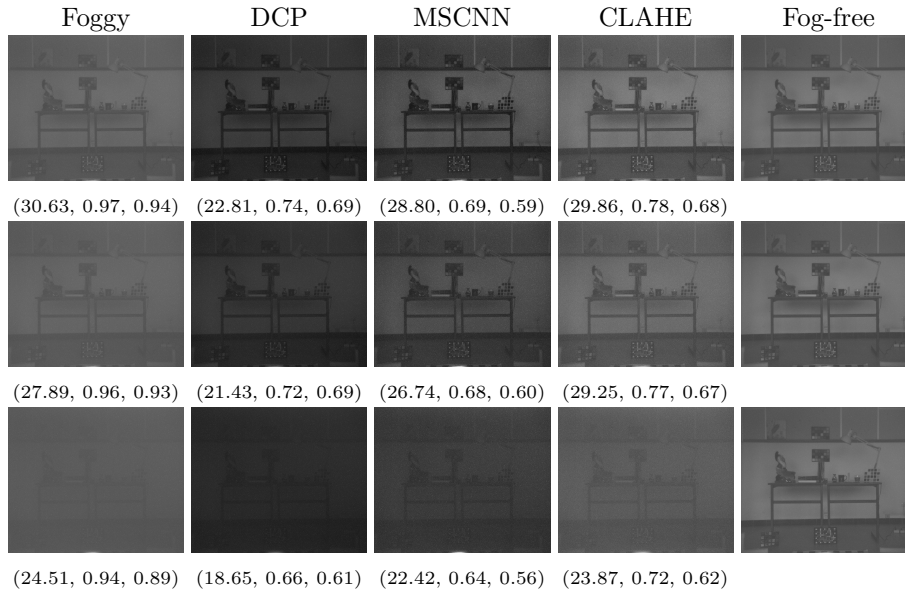 Foggy DCP MSCNN CLAHE Fog-free
(30.63, 0.97, 0.94) (22.81, 0.74, 0.69) (28.80, 0.69, 0.59) (29.86, 0.78, 0.68)
(27.89, 0.96, 0.93) (21.43, 0.72, 0.69) (26.74, 0.68, 0.60) (29.25, 0.77, 0.67)
(24.51, 0.94, 0.89) (18.65, 0.66, 0.61) (22.42, 0.64, 0.56) (23.87, 0.72, 0.62)